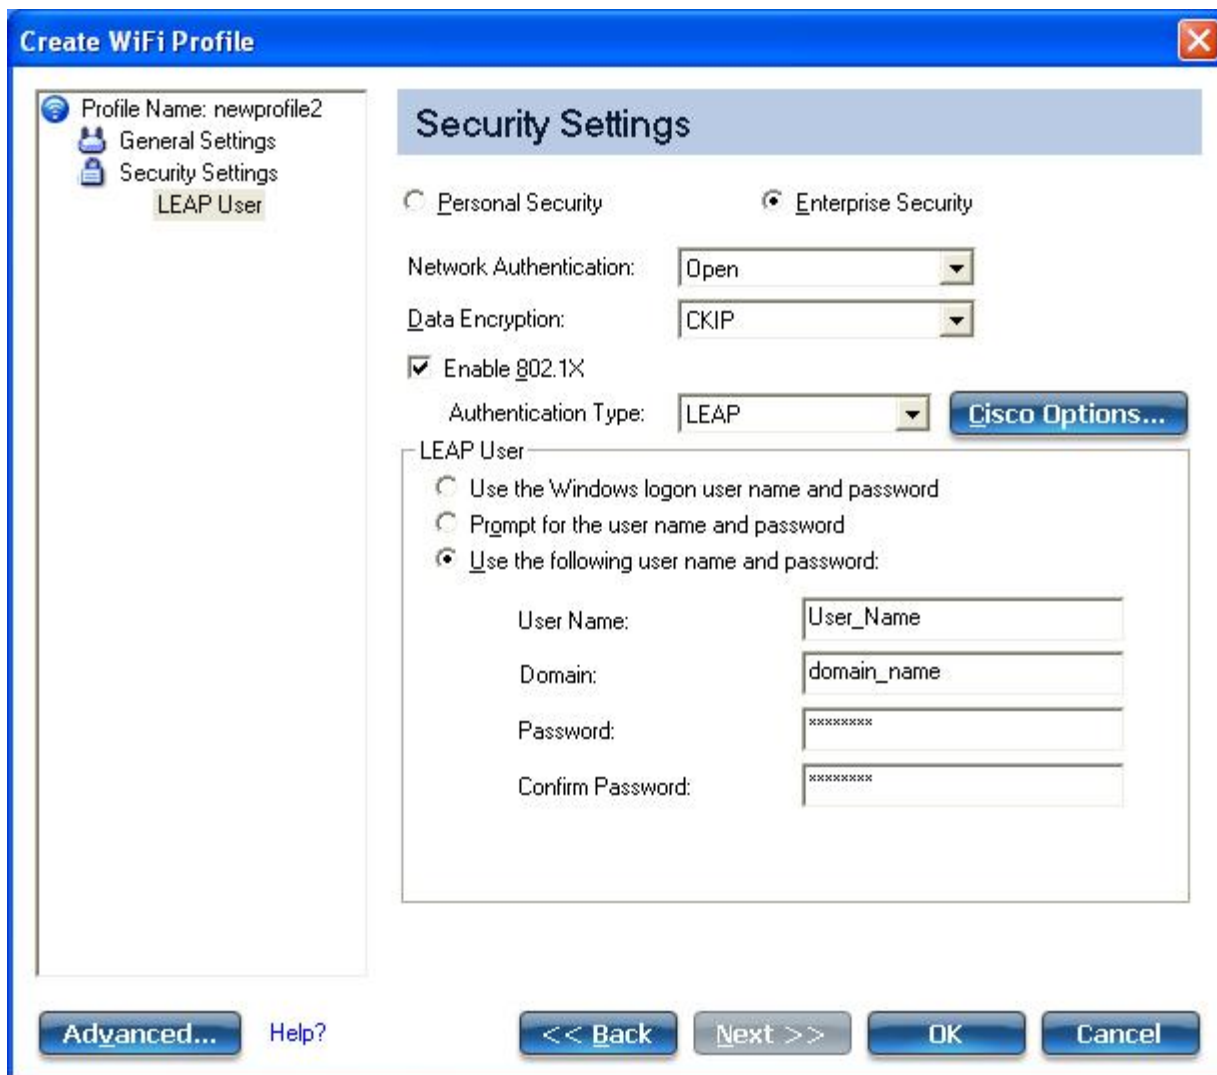 Create WiFi Profile
Profile Name: newprofile2
General Settings
Security Settings
LEAP User
Security Settings
Personal Security
Enterprise Security
Network Authentication:
Open
Data Encryption:
CKIP
Enable 802.1X
Authentication Type:
LEAP
Cisco Options...
LEAP User
Use the Windows logon user name and password
Prompt for the user name and password
Use the following user name and password:
User Name:
User_Name
Domain:
domain_name
Password:
********
Confirm Password:
********
Advanced...
Help?
<< Back
Next >>
OK
Cancel